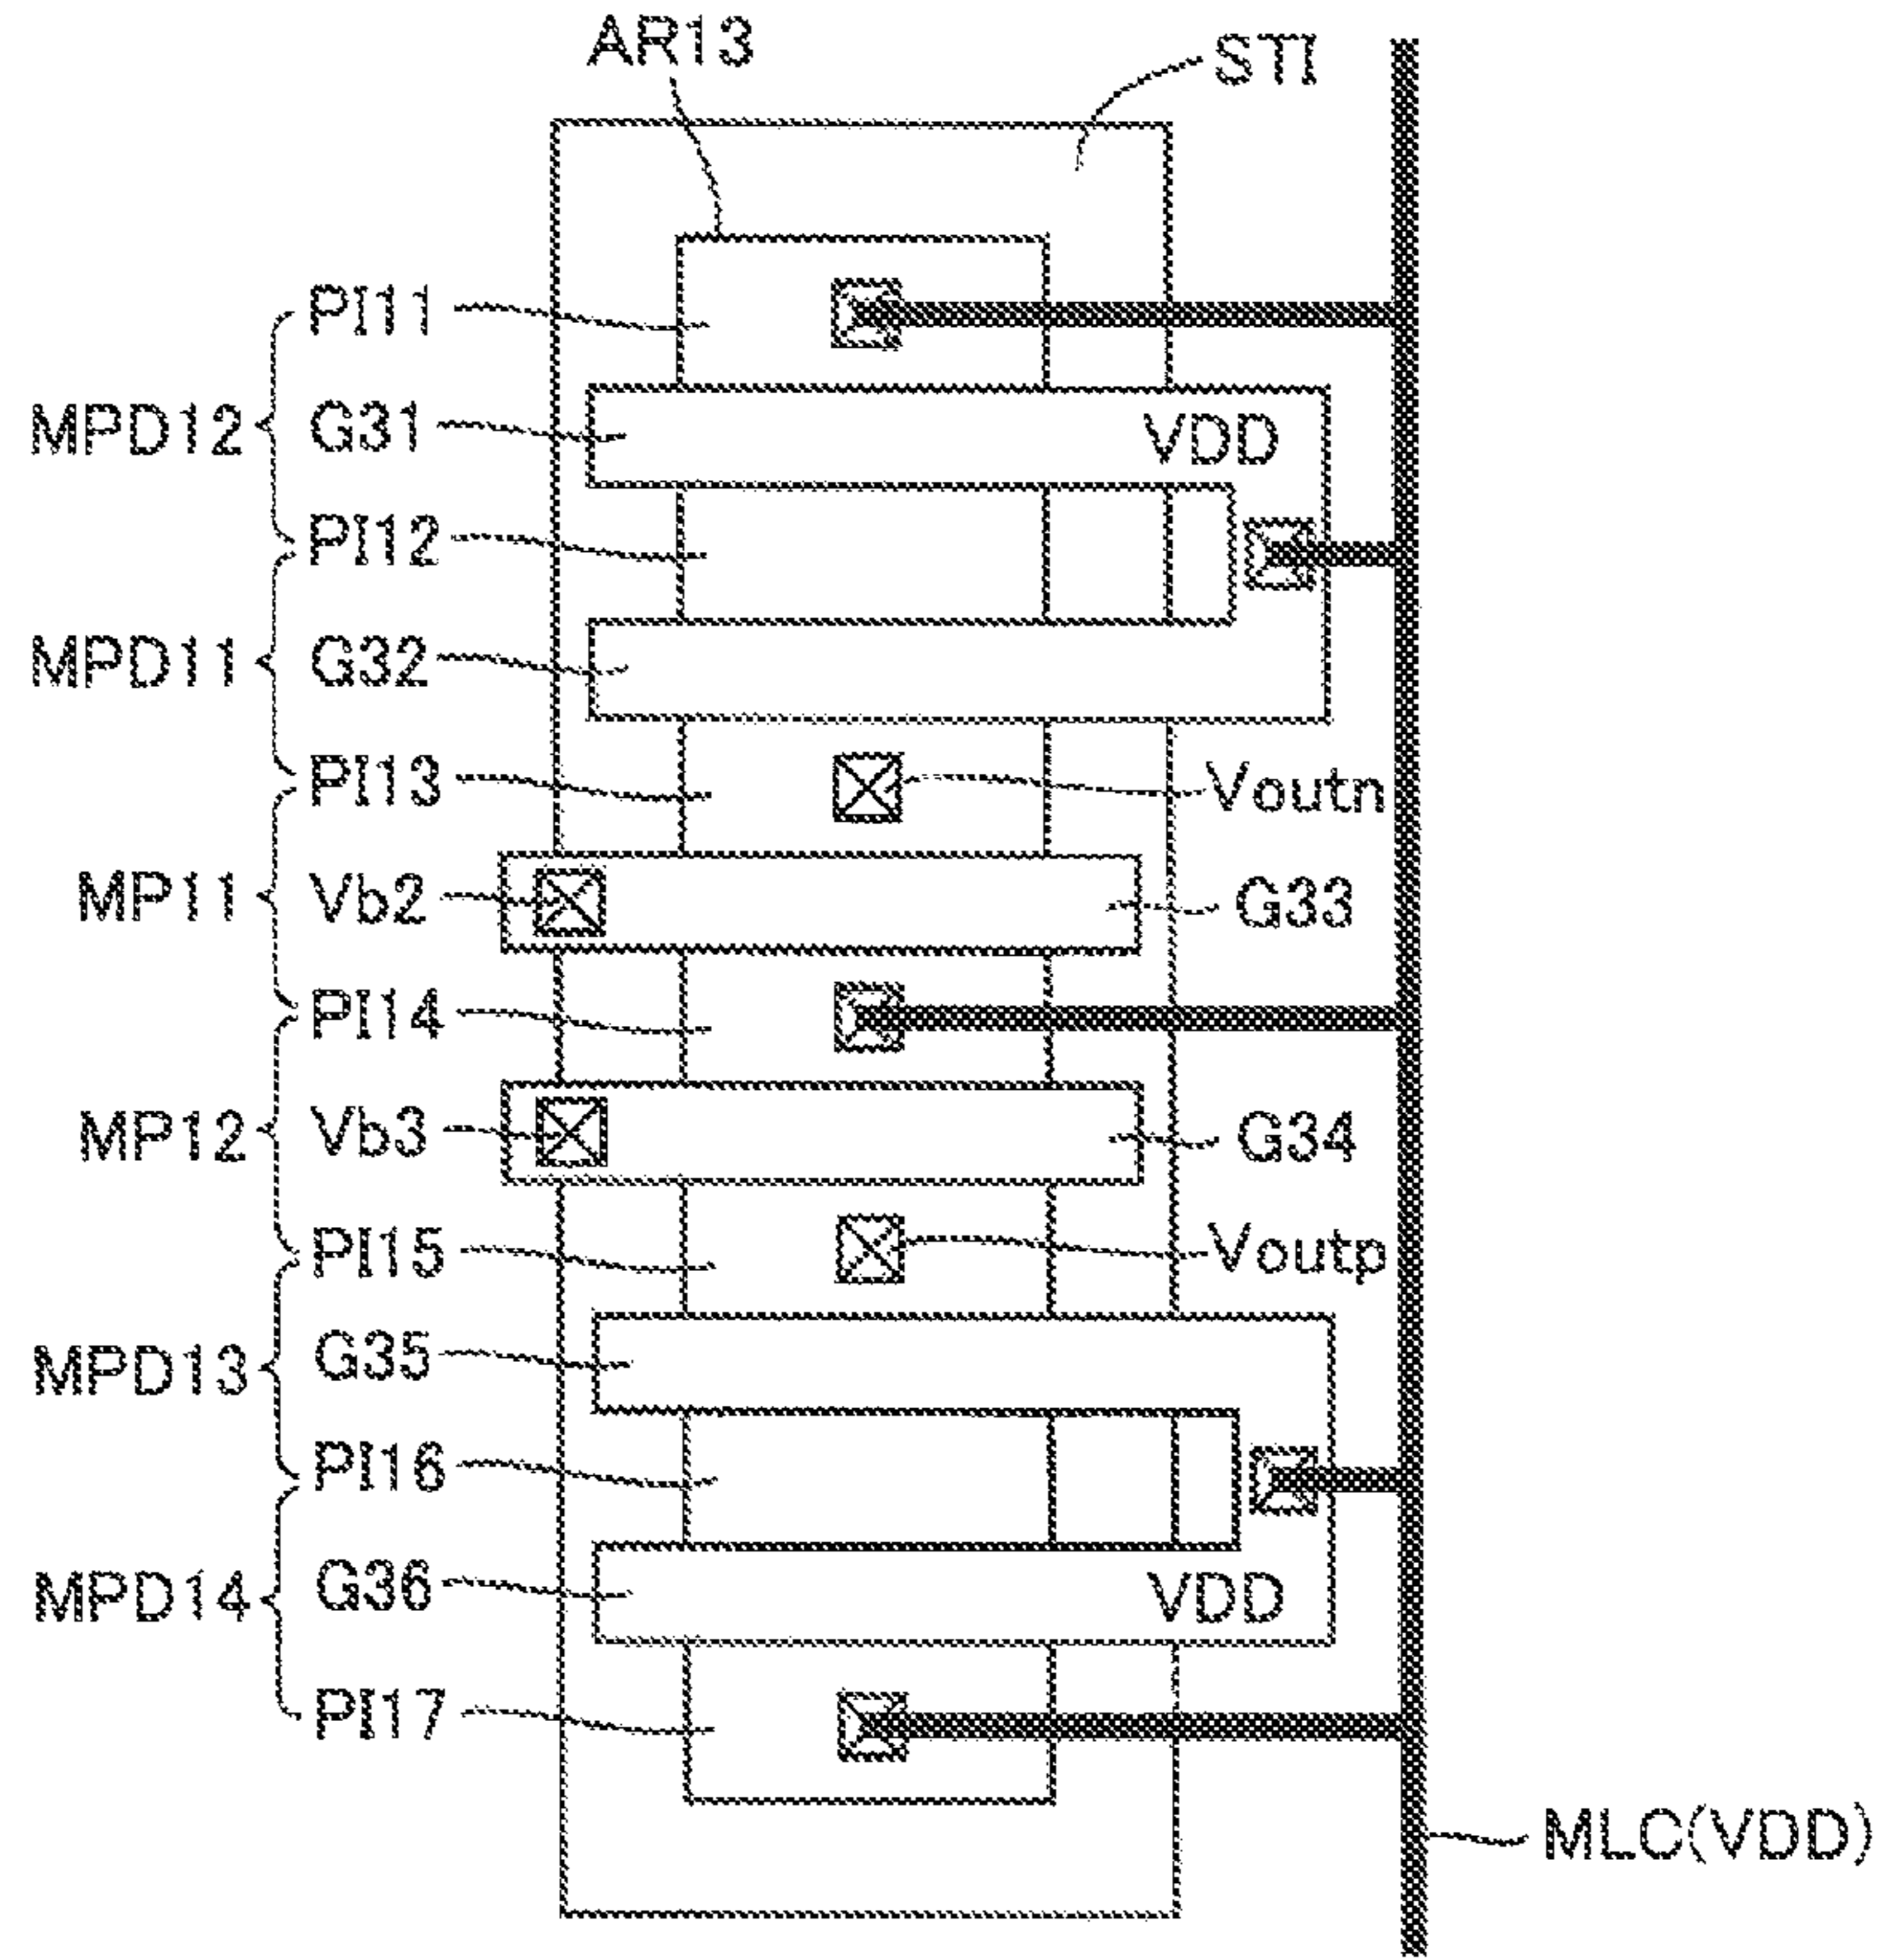 AR13
STI
PI11
MPD12
G31
VDD
PI12
MPD11
G32
PI13
Voutn
MP11
Vb2
G33
PI14
MP12
Vb3
G34
PI15
Voutp
MPD13
G35
PI16
MPD14
G36
VDD
PI17
MLC(VDD)